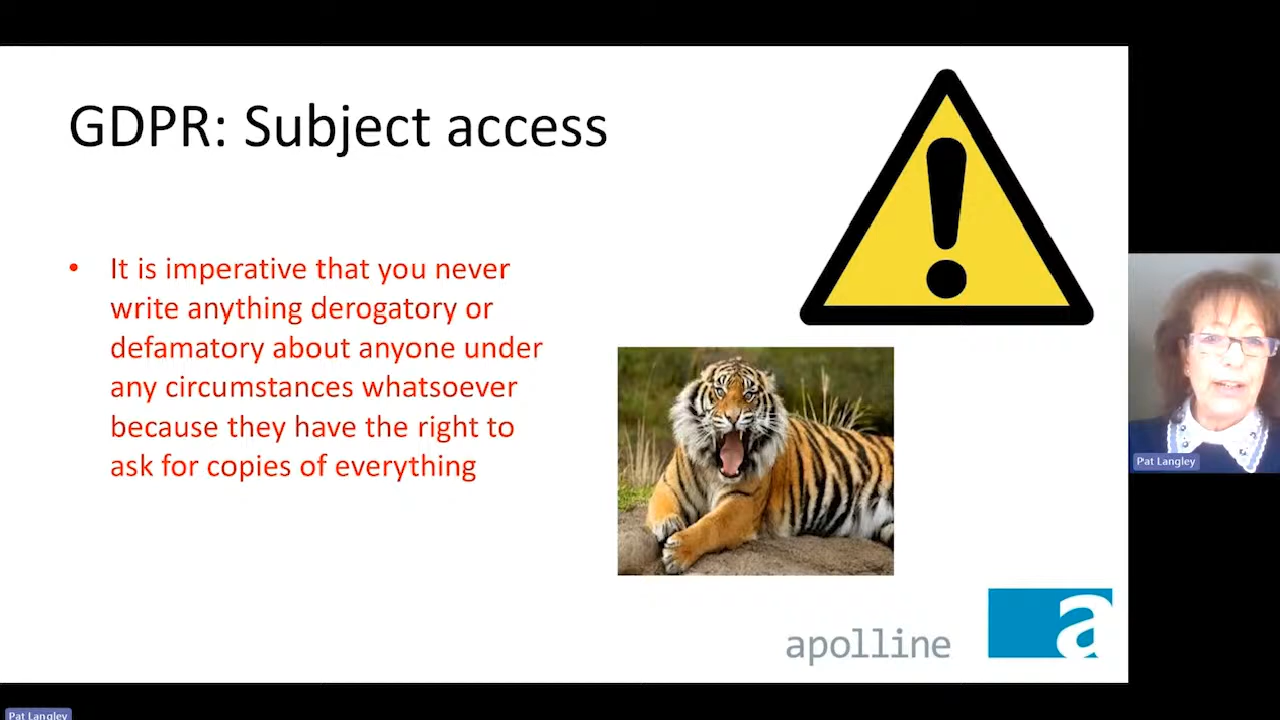 GDPR: Subject access
• It is imperative that you never
write anything derogatory or
defamatory about anyone under
any circumstances whatsoever
because they have the right to
ask for copies of everything
apolline
a
Pat Langley
Pat Langley